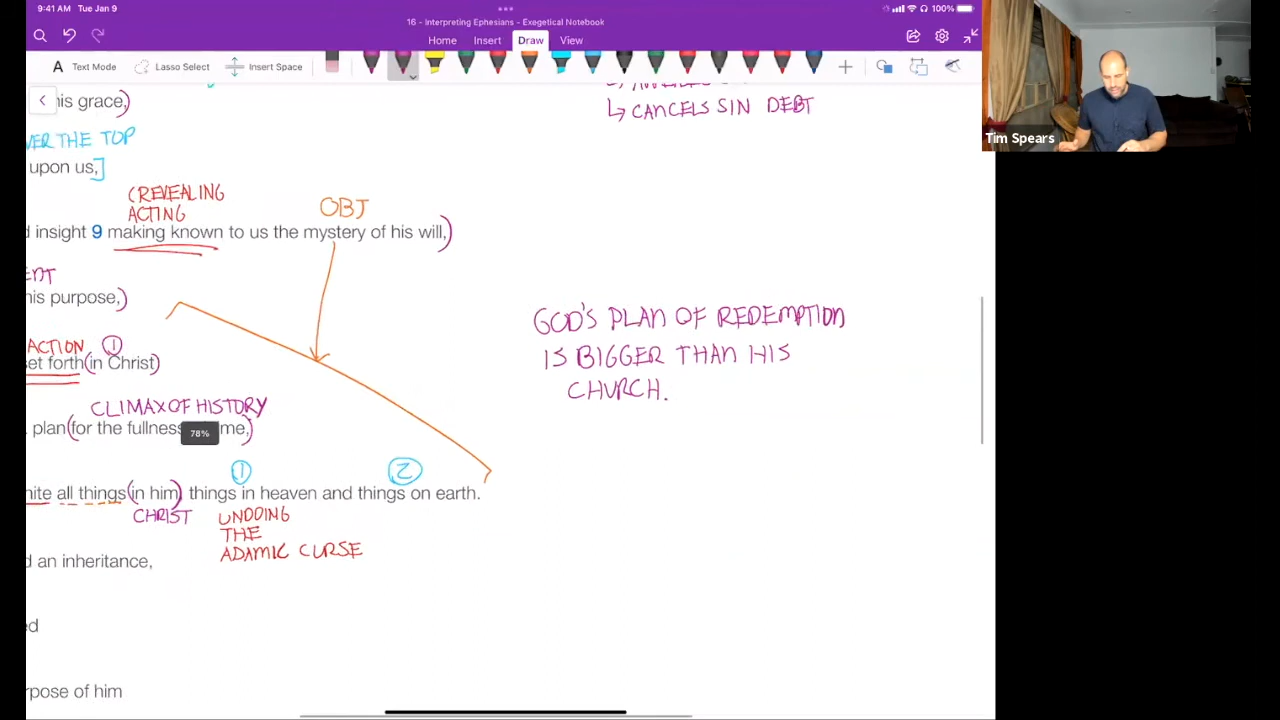 9:41 AM Tue Jan 9
100%
16 - Interpreting Ephesians - Exegetical Notebook
Home Insert Draw View
Text Mode Lasso Select Insert Space
his grace,)
↳ CANCELS SIN DEBT
VER THE TOP
upon us,]
(REVEALING
ACTING
OBJ
d insight 9 making known to us the mystery of his will,)
ENT
his purpose,)
GOD'S PLAN OF REDEMPTION
IS BIGGER THAN HIS
CHURCH.
ACTION ①
set forth (in Christ)
CLIMAX OF HISTORY
plan (for the fullness me,)
78%
① ②
nite all things (in him) things in heaven and things on earth.
CHRIST
UNDOING
THE
ADAMIC CURSE
d an inheritance,
ed
rpose of him
Tim Spears